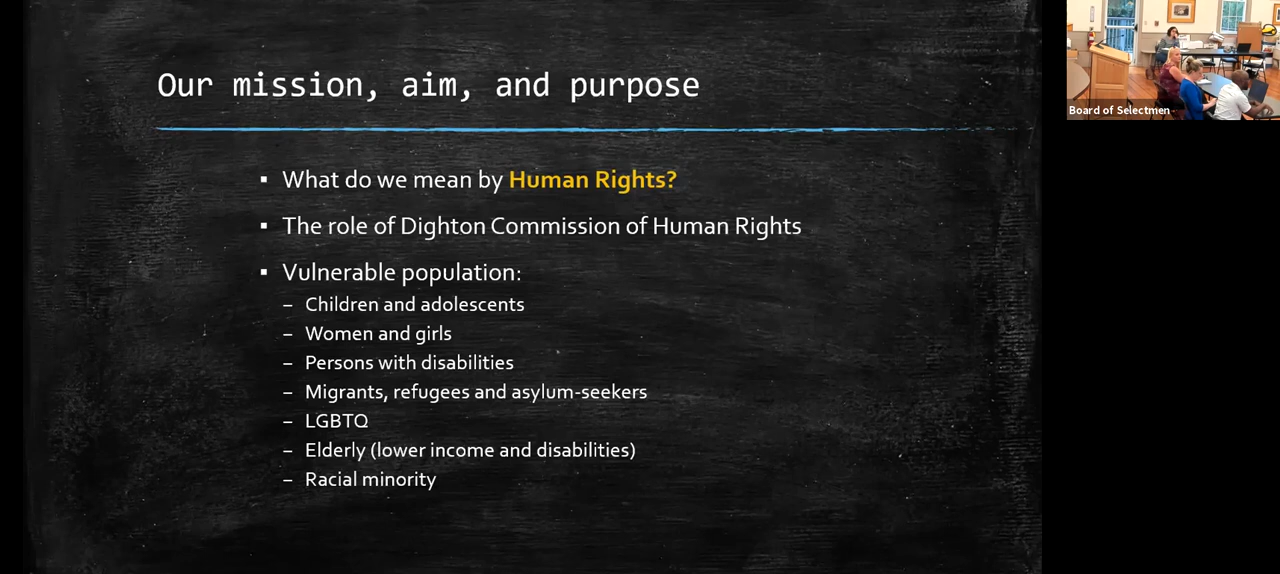 Our mission, aim, and purpose
▪ What do we mean by Human Rights?
▪ The role of Dighton Commission of Human Rights
▪ Vulnerable population:
– Children and adolescents
– Women and girls
– Persons with disabilities
– Migrants, refugees and asylum-seekers
– LGBTQ
– Elderly (lower income and disabilities)
– Racial minority
Board of Selectmen